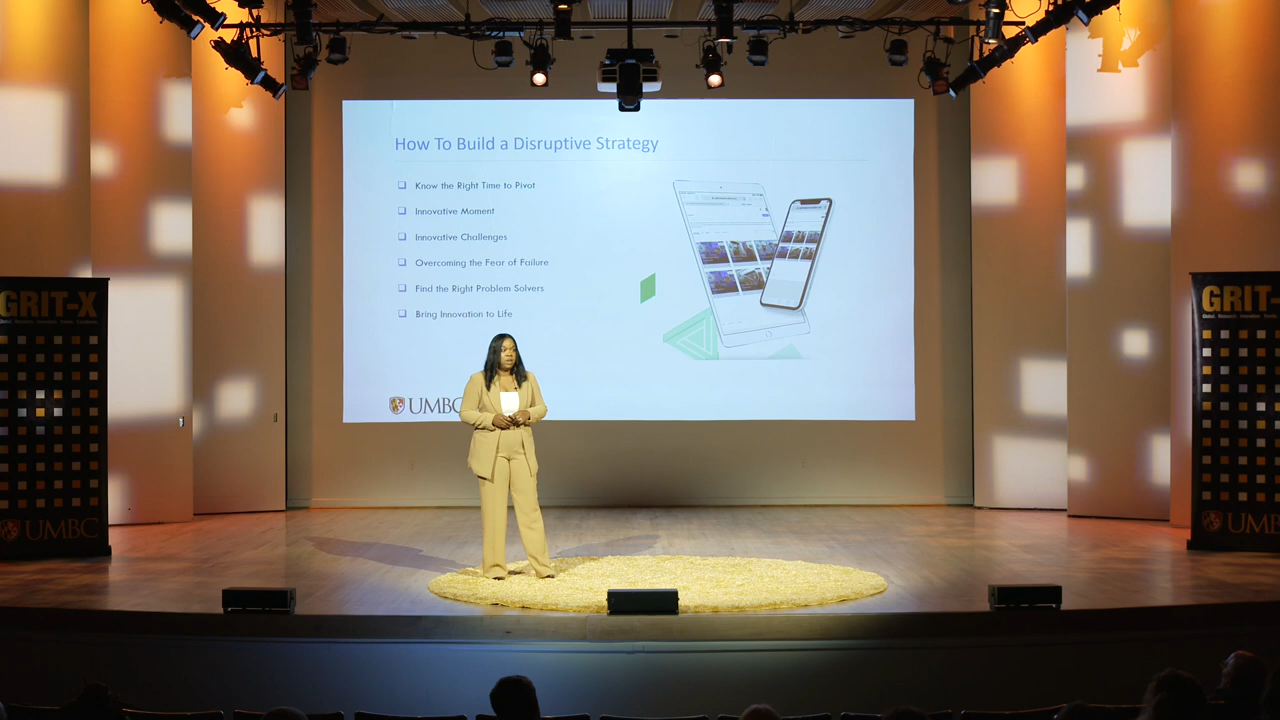 How To Build a Disruptive Strategy
Know the Right Time to Pivot
Innovative Moment
Innovative Challenges
Overcoming the Fear of Failure
Find the Right Problem Solvers
Bring Innovation to Life
UMBC
GRIT-X
UMBC
GRIT-
UMB